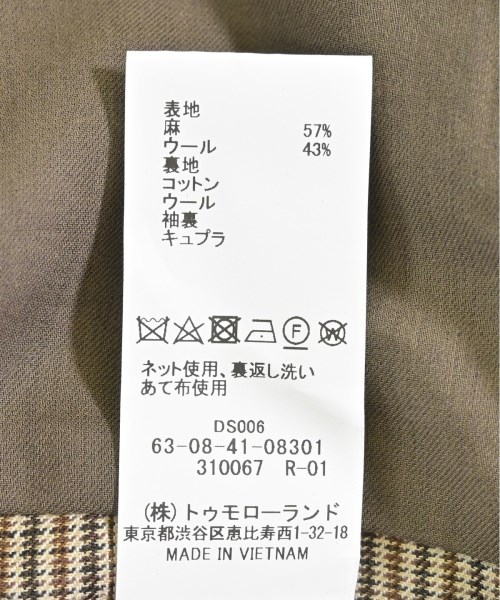 表地
麻 57%
ウール 43%
裏地
コットン
ウール
袖裏
キュプラ
F W
ネット使用、裏返し洗い
あて布使用
DS006
63-08-41-08301
310067 R-01
(株)トゥモローランド
東京都渋谷区恵比寿西1-32-18
MADE IN VIETNAM